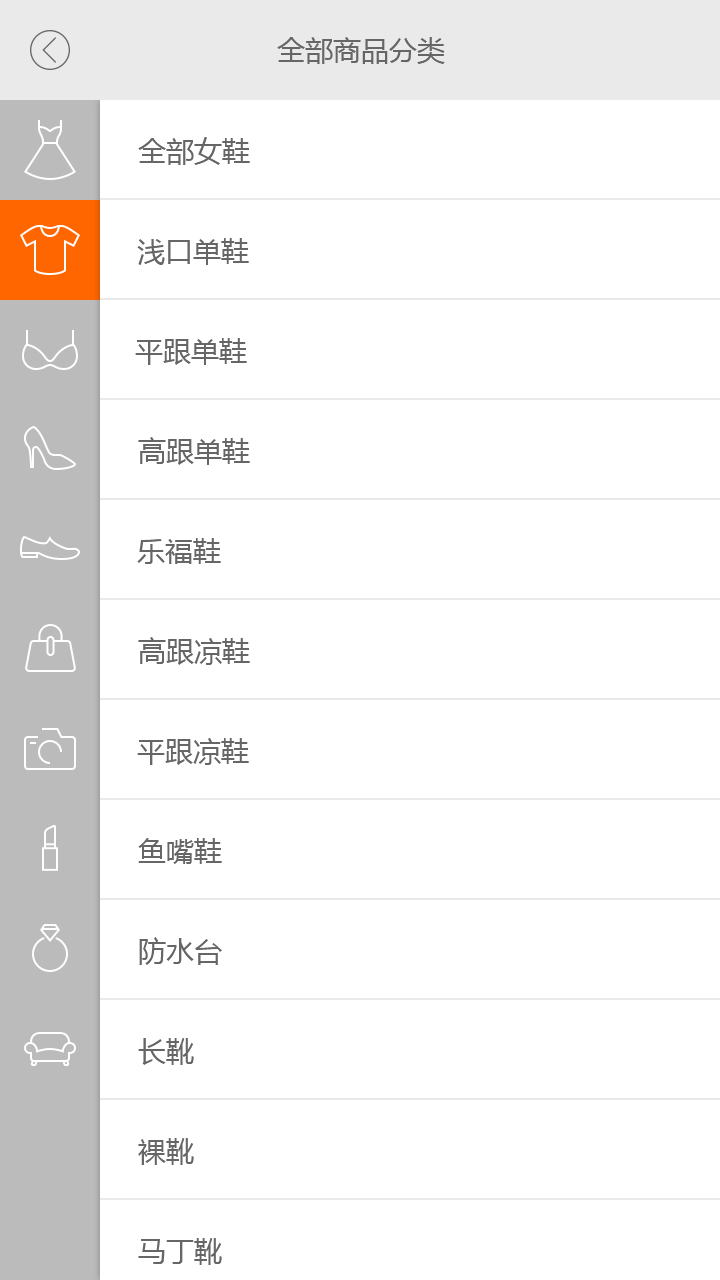 全部商品分类
全部女鞋
浅口单鞋
平跟单鞋
高跟单鞋
乐福鞋
高跟凉鞋
平跟凉鞋
鱼嘴鞋
防水台
长靴
裸靴
马丁靴